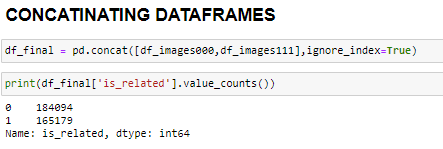 CONCATINATING DATAFRAMES
df_final = pd.concat([df_images000,df_images111],ignore_index=True)
print(df_final['is_related'].value_counts())
0    184094
1    165179
Name: is_related, dtype: int64